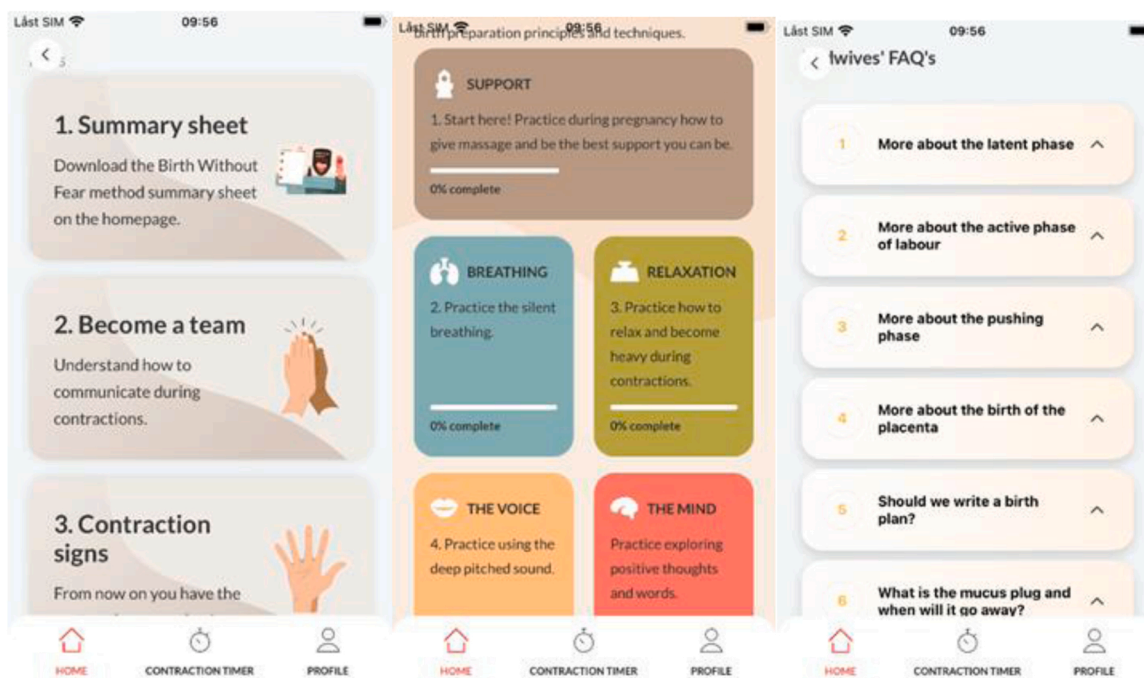 Låst SIM 09:56
1. Summary sheet
Download the Birth Without
Fear method summary sheet
on the homepage.
2. Become a team
Understand how to
communicate during
contractions.
3. Contraction
signs
From now on you have the
HOME CONTRACTION TIMER PROFILE
Låst SIM 09:56
birth preparation principles and techniques.
SUPPORT
1. Start here! Practice during pregnancy how to
give massage and be the best support you can be.
0% complete
BREATHING
2. Practice the silent
breathing.
0% complete
RELAXATION
3. Practice how to
relax and become
heavy during
contractions.
0% complete
THE VOICE
4. Practice using the
deep pitched sound.
THE MIND
Practice exploring
positive thoughts
and words.
HOME CONTRACTION TIMER PROFILE
Låst SIM 09:56
FAQ's
1 More about the latent phase
2 More about the active phase
of labour
3 More about the pushing
phase
4 More about the birth of the
placenta
5 Should we write a birth
plan?
6 What is the mucus plug and
when will it go away?
HOME CONTRACTION TIMER PROFILE